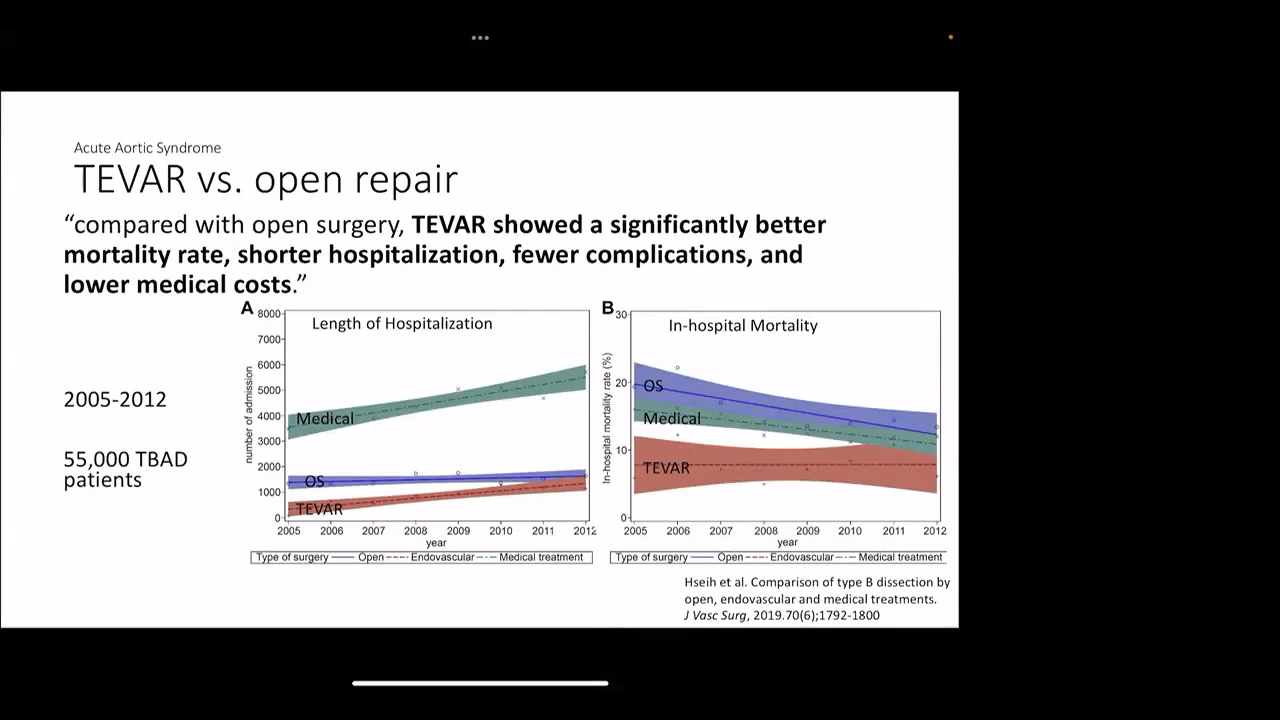 Acute Aortic Syndrome
TEVAR vs. open repair
“compared with open surgery, TEVAR showed a significantly better
mortality rate, shorter hospitalization, fewer complications, and
lower medical costs.”
2005-2012
55,000 TBAD
patients
A
Length of Hospitalization
number of admission
8000
7000
6000
5000
4000
3000
2000
1000
0
Medical
OS
TEVAR
2005 2006 2007 2008 2009 2010 2011 2012
year
Type of surgery Open Endovascular Medical treatment
B
In-hospital Mortality
In-hospital mortality rate (%)
30
20
10
0
OS
Medical
TEVAR
2005 2006 2007 2008 2009 2010 2011 2012
year
Type of surgery Open Endovascular Medical treatment
Hseih et al. Comparison of type B dissection by
open, endovascular and medical treatments.
J Vasc Surg, 2019.70(6);1792-1800